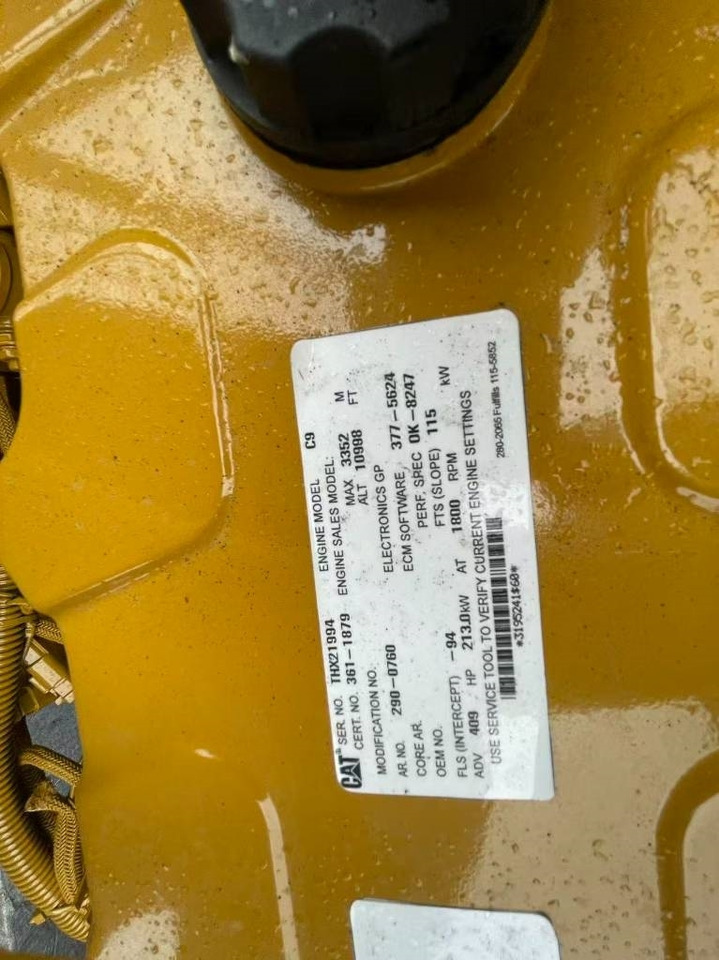 CAT® SER. NO. THX21994 ENGINE MODEL C9
CERT. NO. 361-1879 ENGINE SALES MODEL:
MODIFICATION NO. MAX 3352 M
ALT 10998 FT
AR. NO. 290-0760 ELECTRONICS GP
CORE AR. ECM SOFTWARE 377-5624
OEM NO. PERF. SPEC 0K-8247
FLS (INTERCEPT) -94 FTS (SLOPE) 115
ADV 409 HP 213.0 kW AT 1800 RPM kW
USE SERVICE TOOL TO VERIFY CURRENT ENGINE SETTINGS
*3195241$60*
280-2065 Fulfills 115-5852